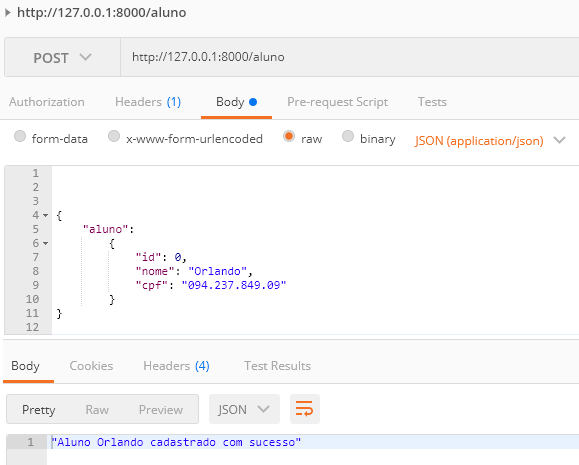 http://127.0.0.1:8000/aluno
POST http://127.0.0.1:8000/aluno
Authorization Headers (1) Body Pre-request Script Tests
form-data x-www-form-urlencoded raw binary JSON (application/json)
1
2
3
4 {
5 "aluno":
6 {
7 "id": 0,
8 "nome": "Orlando",
9 "cpf": "094.237.849.09"
10 }
11 }
12
Body Cookies Headers (4) Test Results
Pretty Raw Preview JSON
1 "Aluno Orlando cadastrado com sucesso"